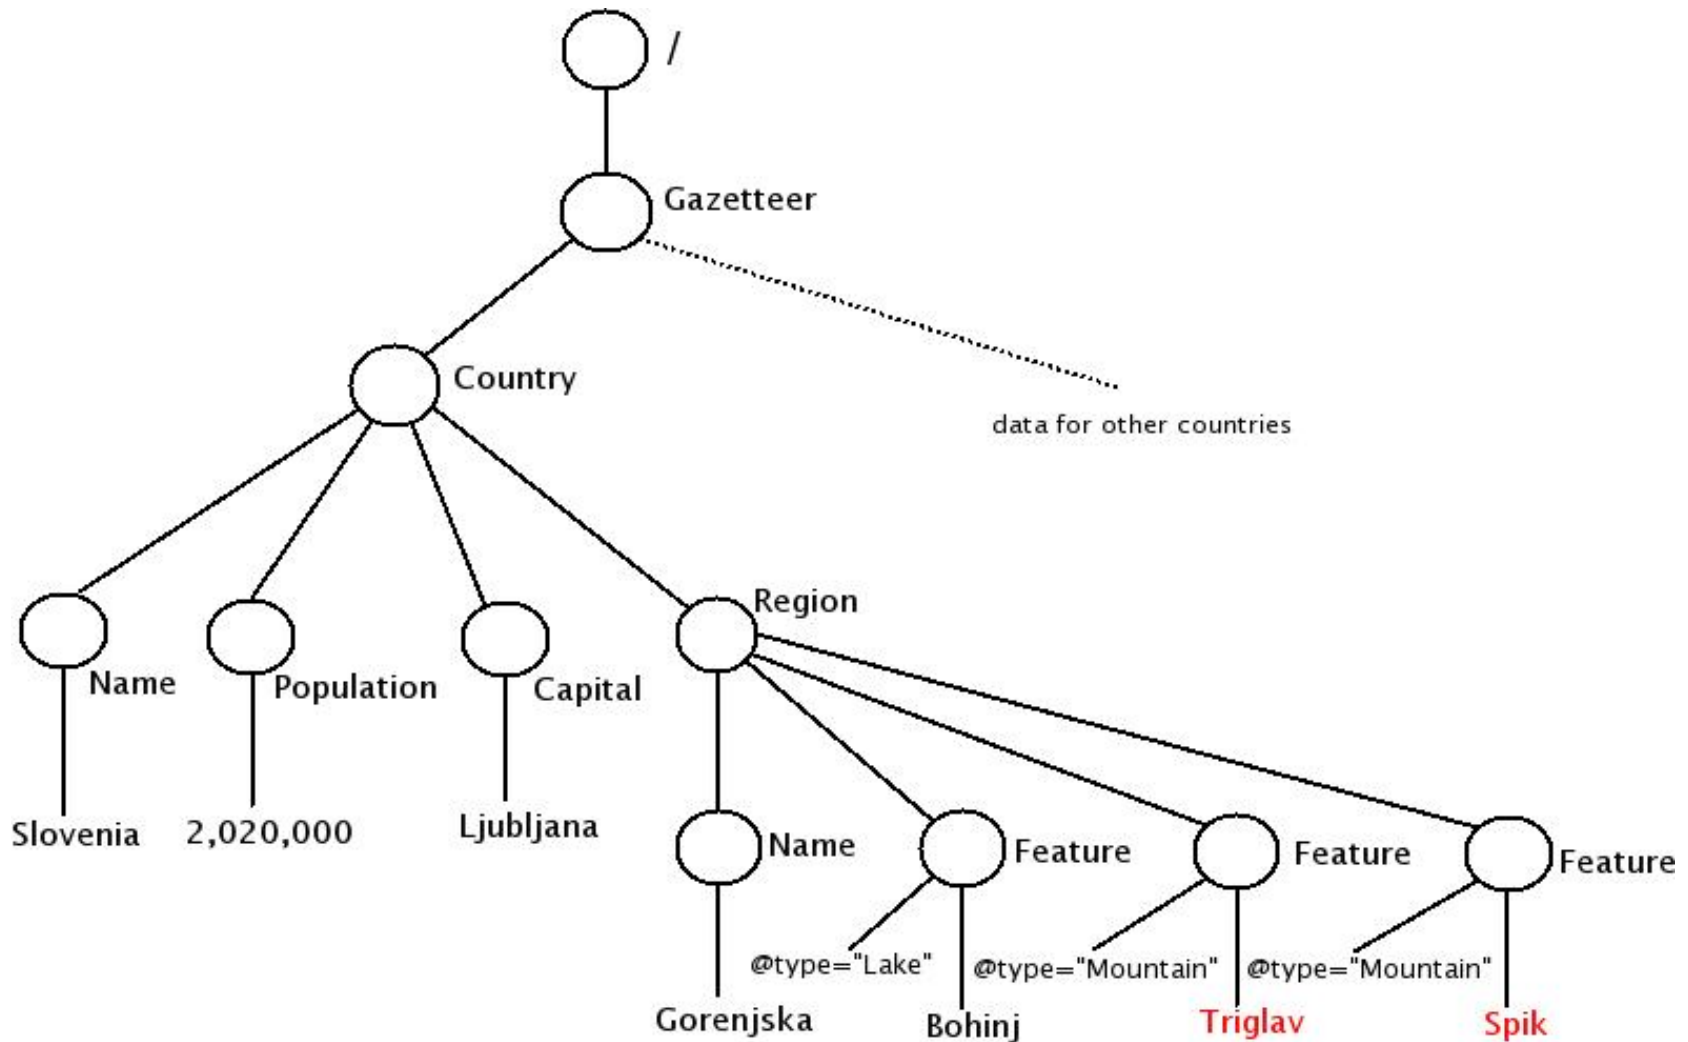 /
Gazetteer
Country
data for other countries
Region
Name
Population
Capital
Slovenia
2,020,000
Ljubljana
Name
Feature
Feature
Feature
@type="Lake"
@type="Mountain"
@type="Mountain"
Gorenjska
Bohinj
Triglav
Spik